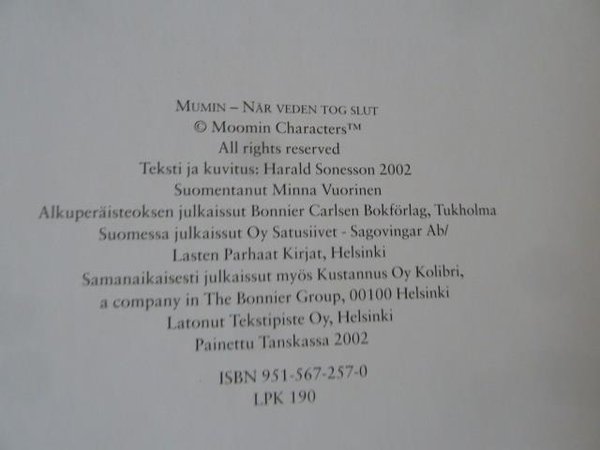 MUMIN – NÄR VEDEN TOG SLUT
© Moomin Characters™
All rights reserved
Teksti ja kuvitus: Harald Sonesson 2002
Suomentanut Minna Vuorinen
Alkuperäisteoksen julkaissut Bonnier Carlsen Bokförlag, Tukholma
Suomessa julkaissut Oy Satusiivet - Sagovingar Ab/
Lasten Parhaat Kirjat, Helsinki
Samanaikaisesti julkaissut myös Kustannus Oy Kolibri,
a company in The Bonnier Group, 00100 Helsinki
Latonut Tekstipiste Oy, Helsinki
Painettu Tanskassa 2002
ISBN 951-567-257-0
LPK 190